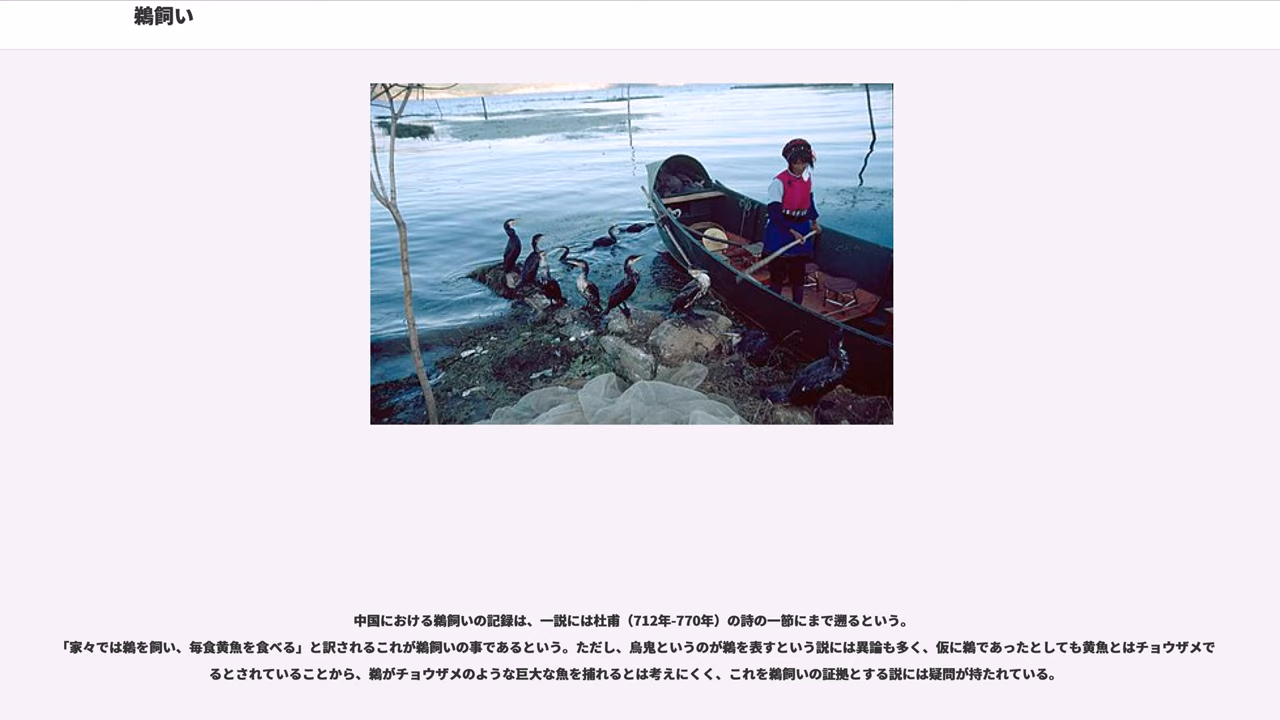 鵜飼い
中国における鵜飼いの記録は、一説には杜甫（712年-770年）の詩の一節にまで遡るという。
「家々では鵜を飼い、毎食黄魚を食べる」と訳されるこれが鵜飼いの事であるという。ただし、烏鬼というのが鵜を表すという説には異論も多く、仮に鵜であったとしても黄魚とはチョウザメで
るとされていることから、鵜がチョウザメのような巨大な魚を捕れるとは考えにくく、これを鵜飼いの証拠とする説には疑問が持たれている。